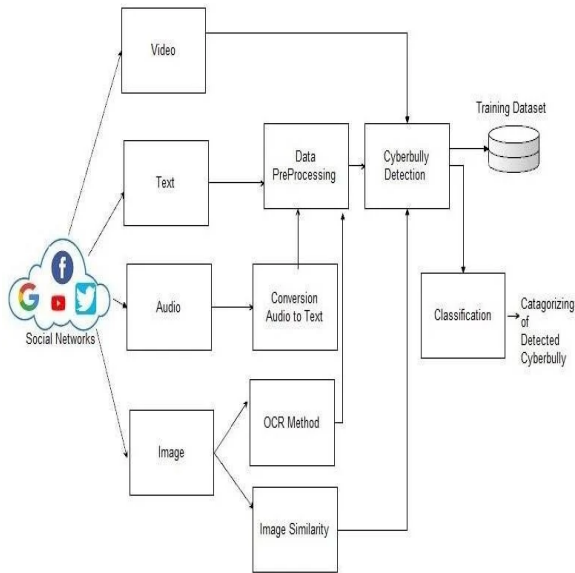 Video
Training Dataset
Data
PreProcessing
Cyberbully
Detection
Text
Audio
Conversion
Audio to Text
Classification
Catagorizing
of
Detected
Cyberbully
Social Networks
OCR Method
Image
Image Similarity